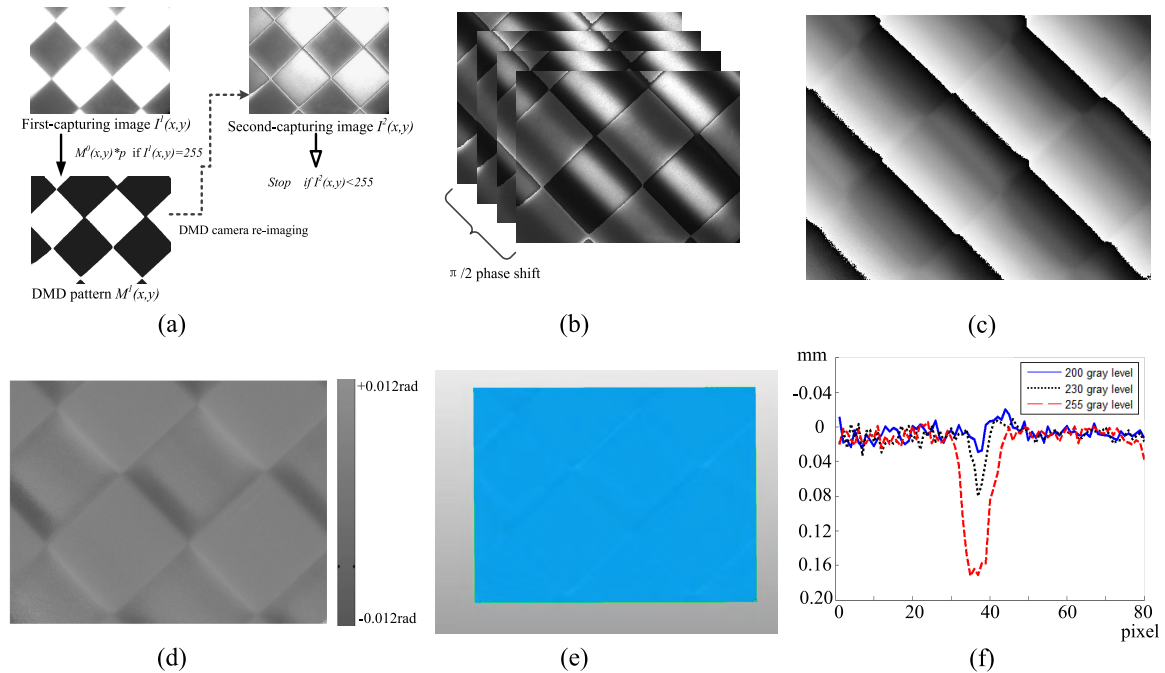 First-capturing image I¹(x,y)
Second-capturing image I²(x,y)
M⁰(x,y)*p if I¹(x,y)=255
Stop if I²(x,y)<255
DMD camera re-imaging
DMD pattern M¹(x,y)
(a)
π/2 phase shift
(b)
(c)
+0.012rad
-0.012rad
(d)
(e)
mm
-0.04
0
0.04
0.08
0.12
0.16
0.20
200 gray level
230 gray level
255 gray level
0 20 40 60 80
pixel
(f)